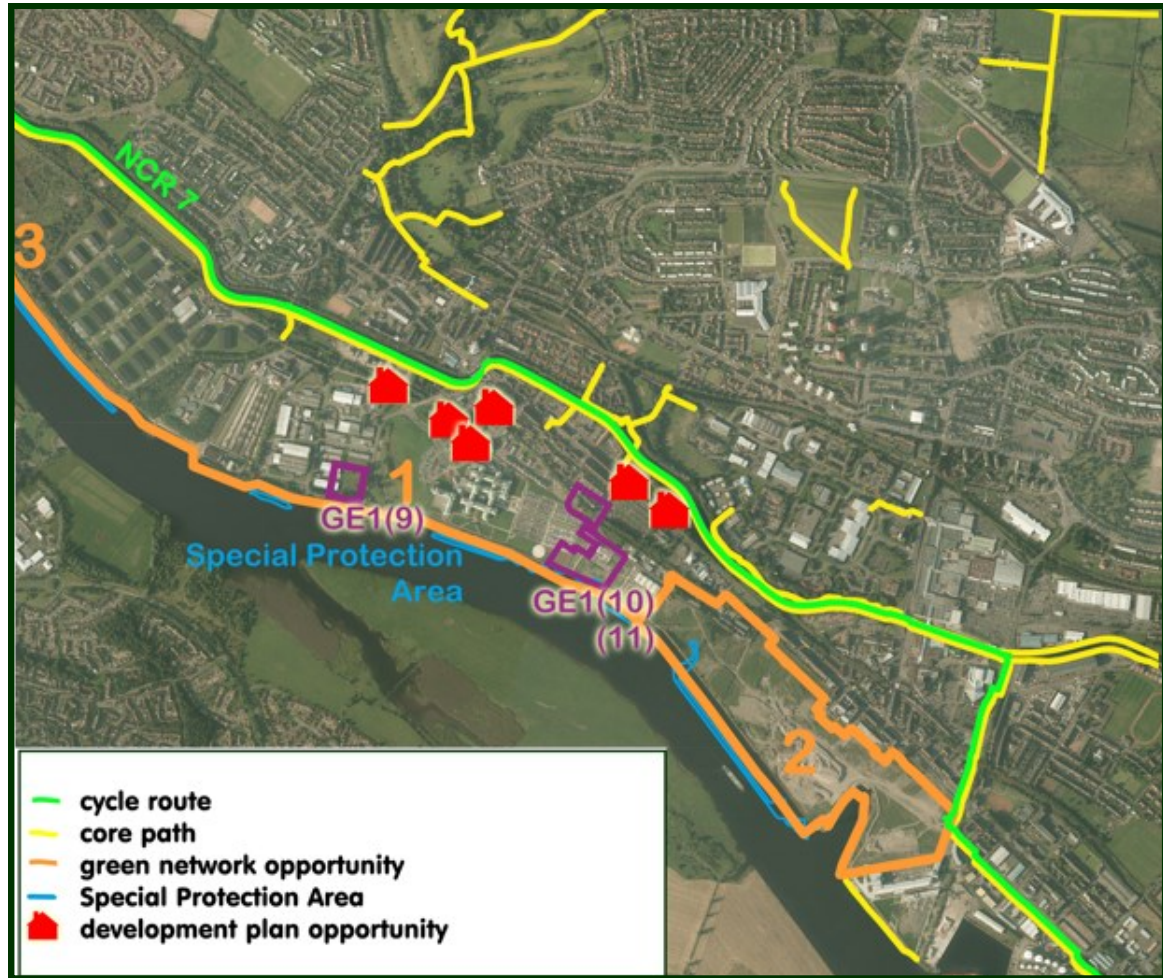 NCR 7
3
1
GE1(9)
Special Protection
Area
GE1(10)
(11)
2
cycle route
core path
green network opportunity
Special Protection Area
development plan opportunity